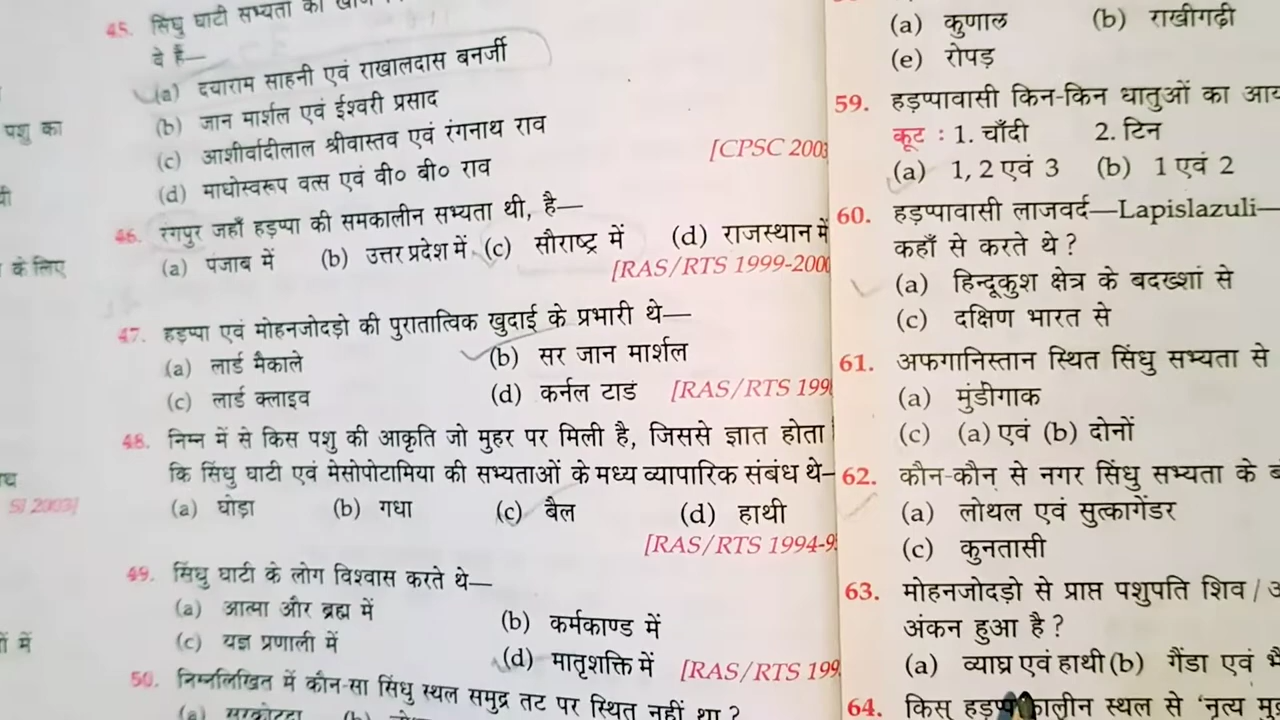 45. सिंधु घाटी सभ्यता की
वे हैं—
(a) दयाराम साहनी एवं राखालदास बनर्जी
(b) जान मार्शल एवं ईश्वरी प्रसाद
(c) आशीर्वादीलाल श्रीवास्तव एवं रंगनाथ राव
(d) माधोस्वरूप वत्स एवं वी० बी० राव
[CPSC 2003
46. रंगपुर जहाँ हड़प्पा की समकालीन सभ्यता थी, है—
(a) पंजाब में (b) उत्तर प्रदेश में (c) सौराष्ट्र में (d) राजस्थान में
[RAS/RTS 1999-2000
47. हड़प्पा एवं मोहनजोदड़ो की पुरातात्विक खुदाई के प्रभारी थे—
(a) लार्ड मैकाले (b) सर जान मार्शल
(c) लार्ड क्लाइव (d) कर्नल टाडं [RAS/RTS 199
48. निम्न में से किस पशु की आकृति जो मुहर पर मिली है, जिससे ज्ञात होता
कि सिंधु घाटी एवं मेसोपोटामिया की सभ्यताओं के मध्य व्यापारिक संबंध थे—
(a) घोड़ा (b) गधा (c) बैल (d) हाथी
[RAS/RTS 1994-9
49. सिंधु घाटी के लोग विश्वास करते थे—
(a) आत्मा और ब्रह्म में (b) कर्मकाण्ड में
(c) यज्ञ प्रणाली में (d) मातृशक्ति में [RAS/RTS 199
50. निम्नलिखित में कौन-सा सिंधु स्थल समुद्र तट पर स्थित नहीं था ?
पशु का
के लिए
SI 2003]
में
(a) कुणाल (b) राखीगढ़ी
(e) रोपड़
59. हड़प्पावासी किन-किन धातुओं का
कूट : 1. चाँदी 2. टिन
(a) 1, 2 एवं 3 (b) 1 एवं 2
60. हड़प्पावासी लाजवर्द—Lapislazuli—
कहाँ से करते थे ?
(a) हिन्दूकुश क्षेत्र के बदख्शां से
(c) दक्षिण भारत से
61. अफगानिस्तान स्थित सिंधु सभ्यता से
(a) मुंडीगाक
(c) (a) एवं (b) दोनों
62. कौन-कौन से नगर सिंधु सभ्यता के
(a) लोथल एवं सुत्कागेंडर
(c) कुनतासी
63. मोहनजोदड़ो से प्राप्त पशुपति शिव /
अंकन हुआ है ?
(a) व्याघ्र एवं हाथी (b) गैंडा एवं
64. किस स्थल से 'नृत्य